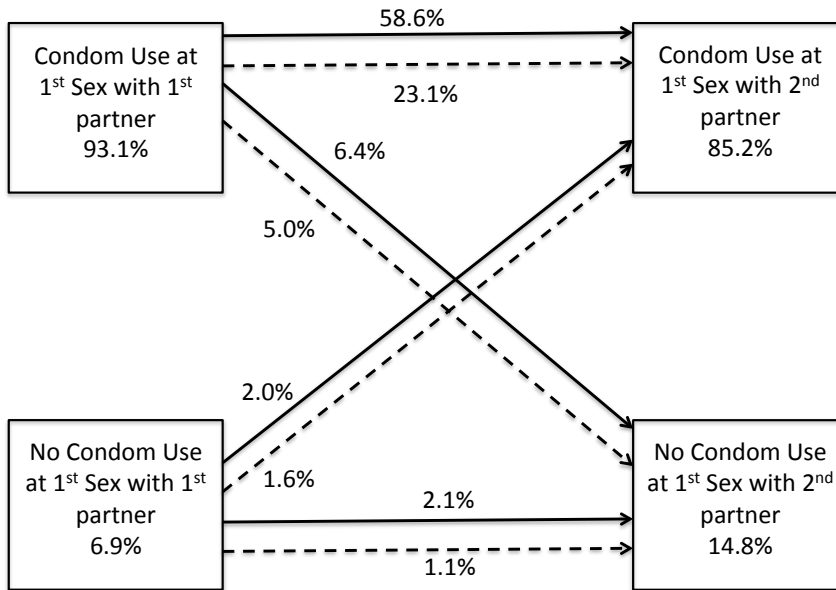 58.6%
Condom Use at
1st Sex with 1st
partner
93.1%
Condom Use at
1st Sex with 2nd
partner
85.2%
23.1%
6.4%
5.0%
2.0%
No Condom Use
at 1st Sex with 1st
partner
6.9%
No Condom Use
at 1st Sex with 2nd
partner
14.8%
1.6%
2.1%
1.1%